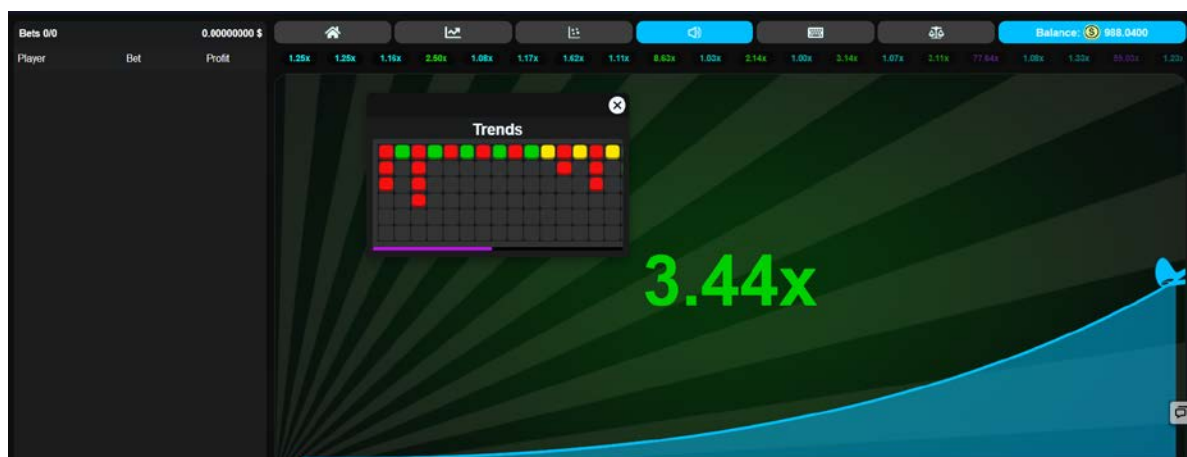 Bets 0/0 0.00000000 $ Balance: 988.0400
Player Bet Profit 1.25x 1.25x 1.16x 2.50x 1.08x 1.17x 1.62x 1.11x 8.63x 1.03x 2.14x 1.00x 3.14x 1.07x 2.11x 77.64x 1.08x 1.33x
Trends
3.44x